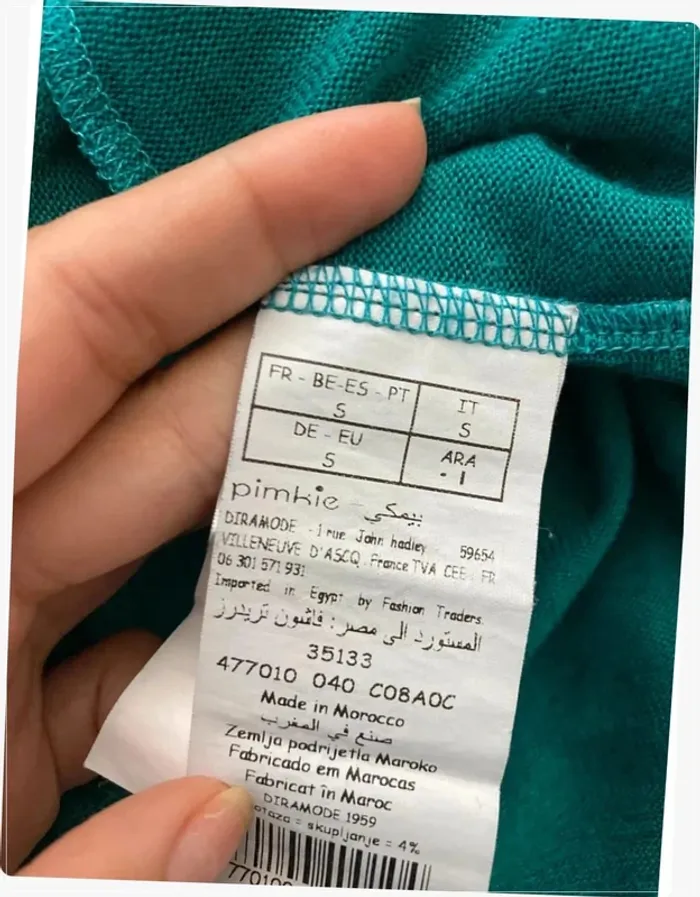 FR - BE-ES - PT
S
IT
S
DE - EU
S
ARA
٠١
pimkie - بيمكي
DIRAMODE - 1 rue John hadley 59654
VILLENEUVE D'ASCQ . France TVA CEE : FR
06 301 571 931
Imported in Egypt by Fashion Traders.
المستورد الى مصر: فاشون تريدرز
35133
477010 040 C08A0C
Made in Morocco
صنع في المغرب
Zemlja podrijetla Maroko
Fabricado em Marocas
Fabricat în Maroc
DIRAMODE 1959
= skupljanje = 4%